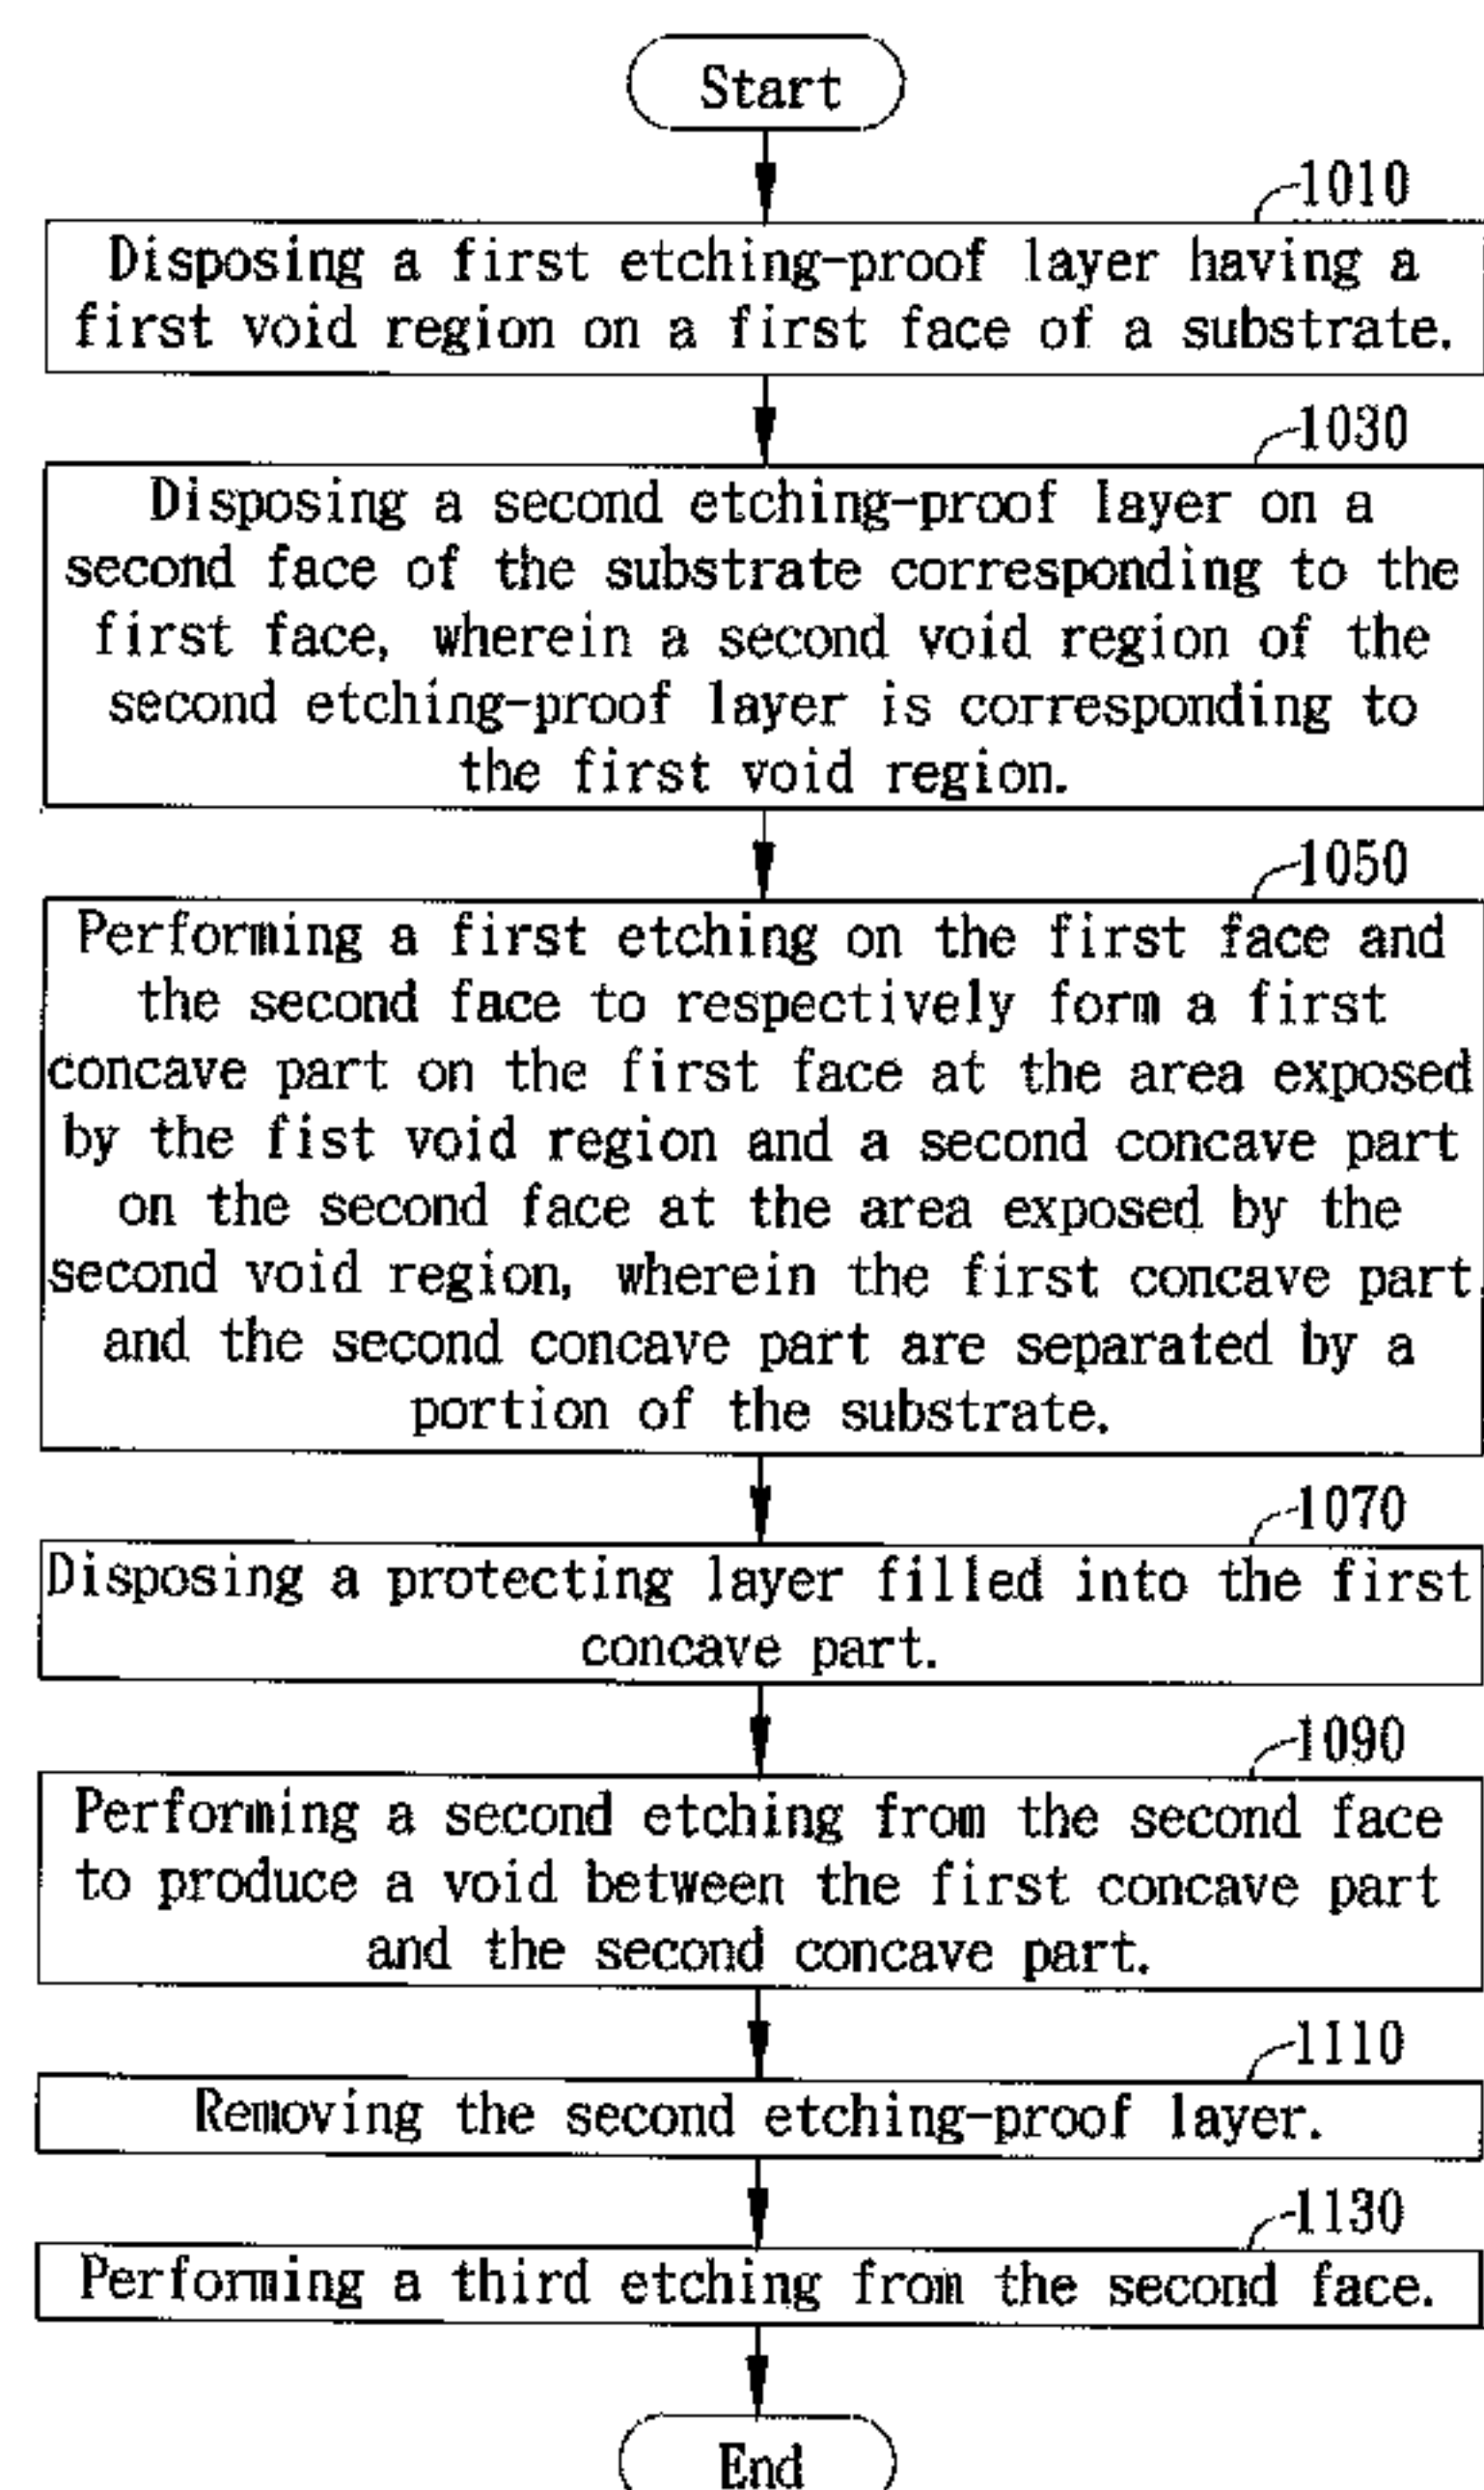 Start
1010
Disposing a first etching-proof layer having a
first void region on a first face of a substrate.
1030
Disposing a second etching-proof layer on a
second face of the substrate corresponding to the
first face, wherein a second void region of the
second etching-proof layer is corresponding to
the first void region.
1050
Performing a first etching on the first face and
the second face to respectively form a first
concave part on the first face at the area exposed
by the fist void region and a second concave part
on the second face at the area exposed by the
second void region, wherein the first concave part
and the second concave part are separated by a
portion of the substrate.
1070
Disposing a protecting layer filled into the first
concave part.
1090
Performing a second etching from the second face
to produce a void between the first concave part
and the second concave part.
1110
Removing the second etching-proof layer.
1130
Performing a third etching from the second face.
End